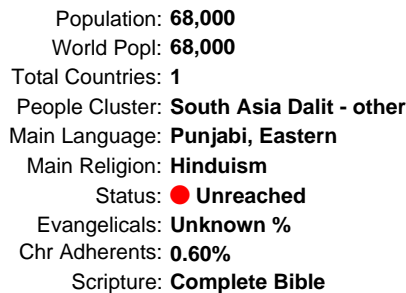 Population: 68,000
World Popl: 68,000
Total Countries: 1
People Cluster: South Asia Dalit - other
Main Language: Punjabi, Eastern
Main Religion: Hinduism
Status: Unreached
Evangelicals: Unknown %
Chr Adherents: 0.60%
Scripture: Complete Bible